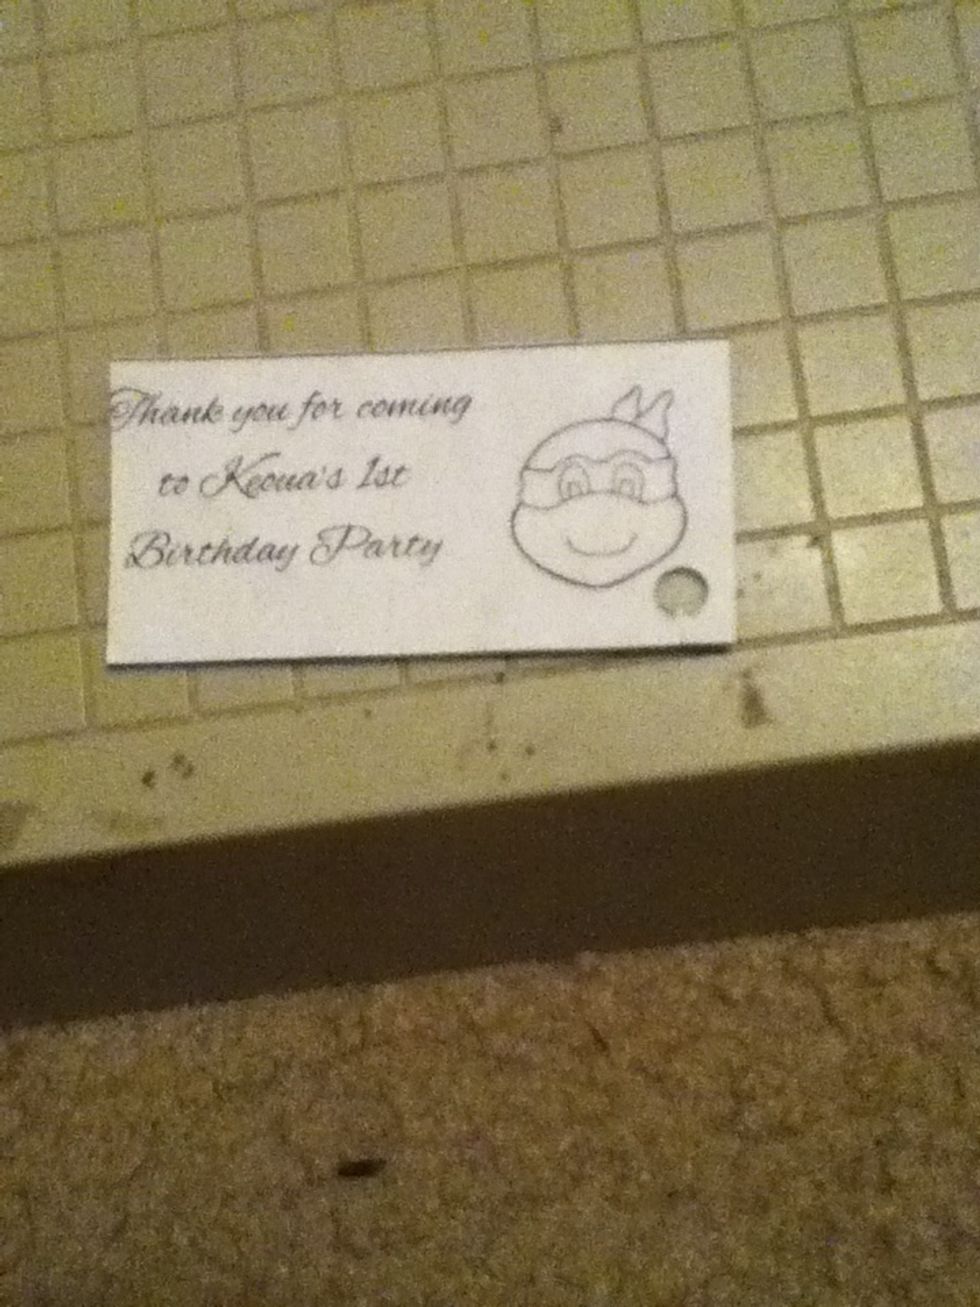 Thank you for coming
to Keoua's 1st
Birthday Party